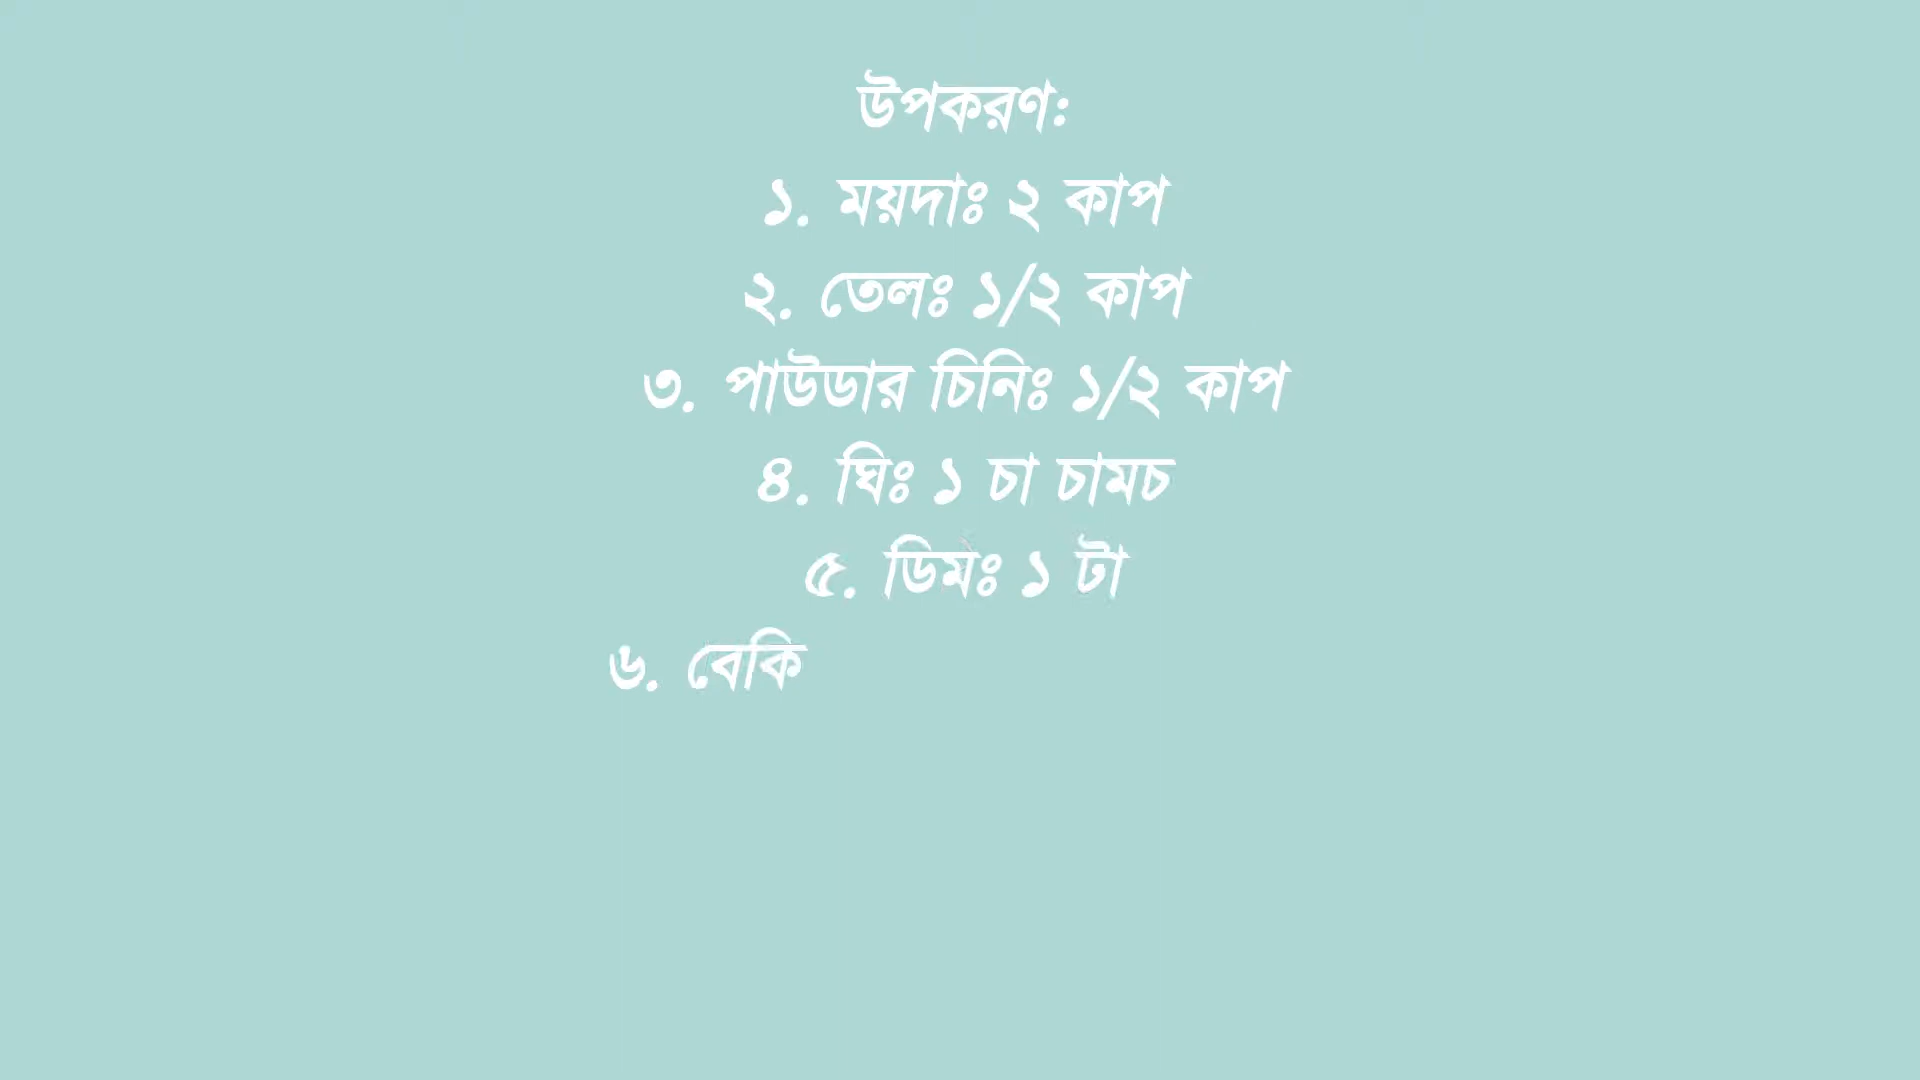 উপকরণঃ
১. ময়দাঃ ২ কাপ
২. তেলঃ ১/২ কাপ
৩. পাউডার চিনিঃ ১/২ কাপ
৪. ঘিঃ ১ চা চামচ
৫. ডিমঃ ১ টা
৬. বেকি